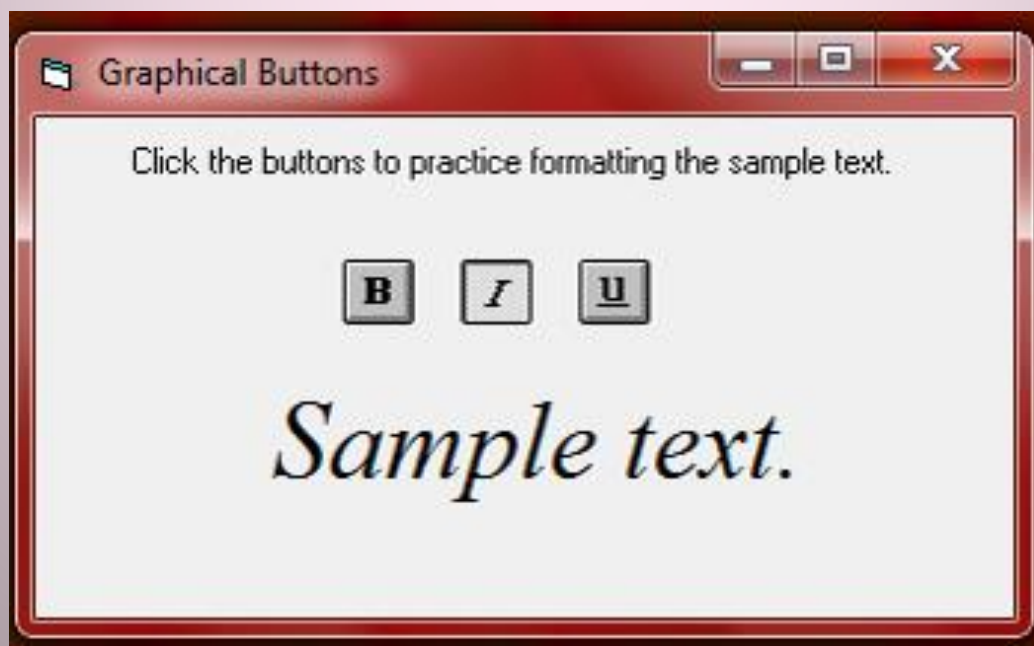 Graphical Buttons
Click the buttons to practice formatting the sample text.
B I U
Sample text.